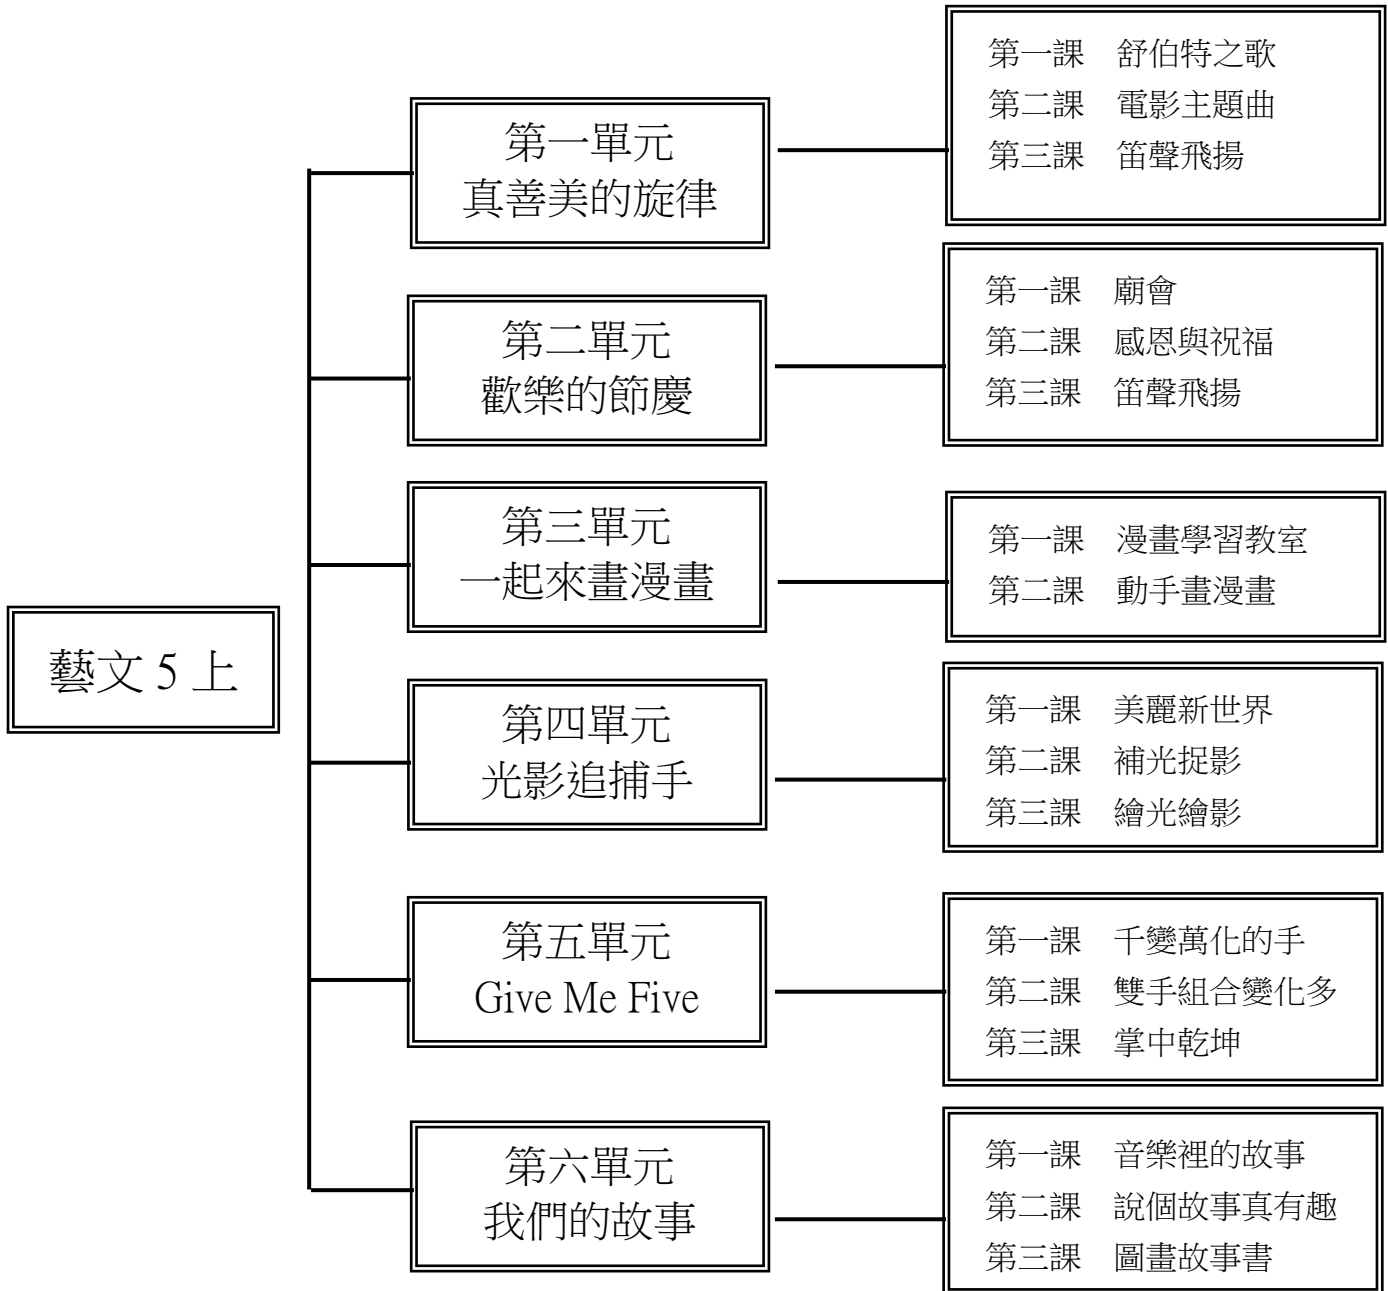 藝文 5 上
第一單元
真善美的旋律
第一課　舒伯特之歌
第二課　電影主題曲
第三課　笛聲飛揚
第二單元
歡樂的節慶
第一課　廟會
第二課　感恩與祝福
第三課　笛聲飛揚
第三單元
一起來畫漫畫
第一課　漫畫學習教室
第二課　動手畫漫畫
第四單元
光影追捕手
第一課　美麗新世界
第二課　補光捉影
第三課　繪光繪影
第五單元
Give Me Five
第一課　千變萬化的手
第二課　雙手組合變化多
第三課　掌中乾坤
第六單元
我們的故事
第一課　音樂裡的故事
第二課　說個故事真有趣
第三課　圖畫故事書